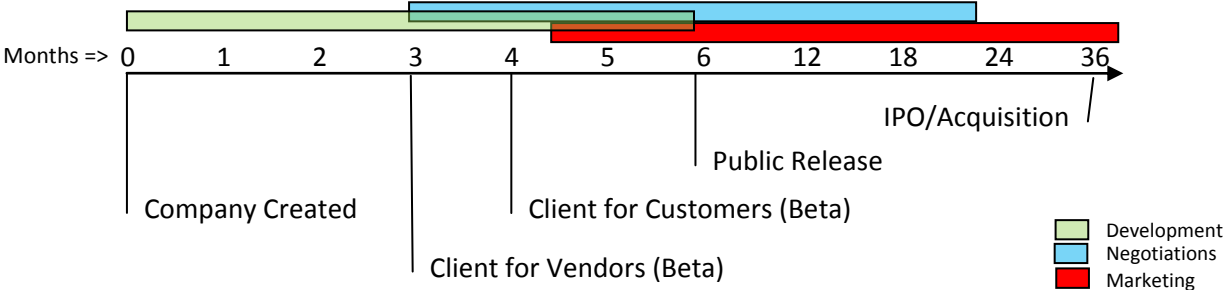 Months => 0 1 2 3 4 5 6 12 18 24 36
IPO/Acquisition
Public Release
Company Created
Client for Customers (Beta)
Client for Vendors (Beta)
Development
Negotiations
Marketing